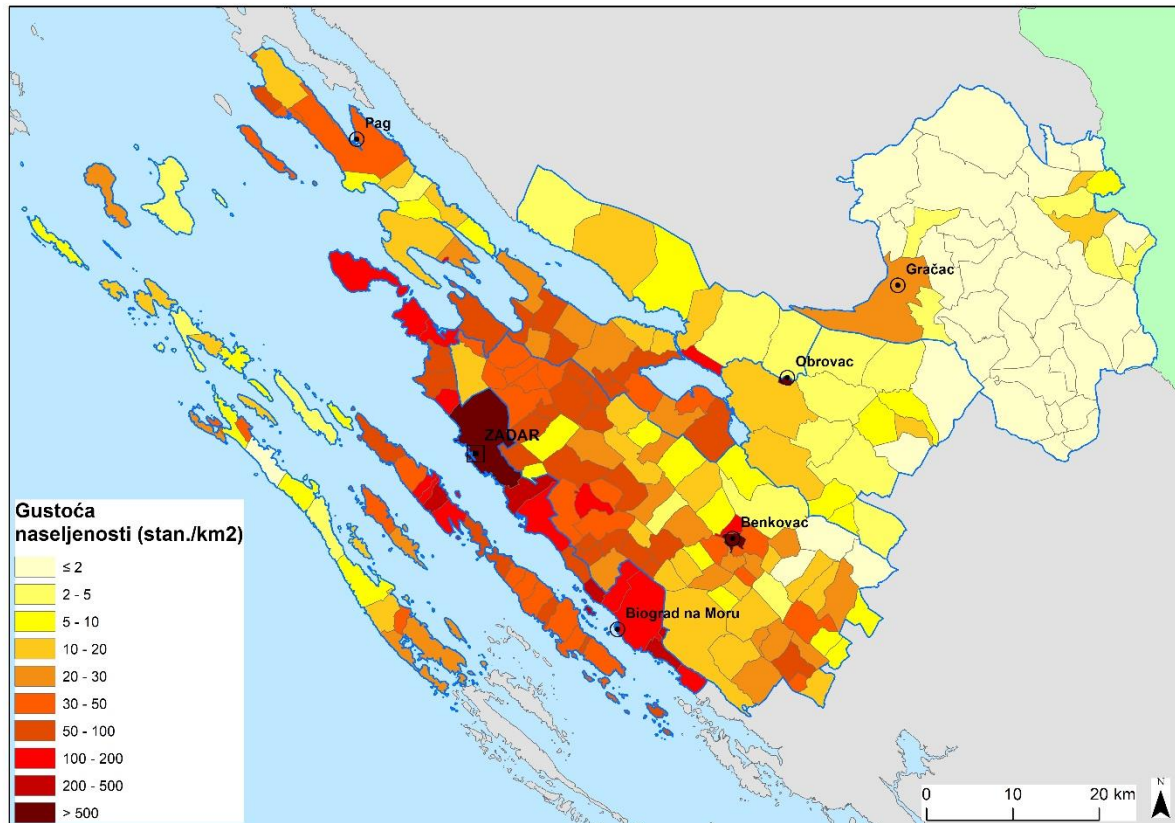 Pag
Gračac
Obrovac
ZADAR
Benkovac
Biograd na Moru
Gustoća
naseljenosti (stan./km2)
≤ 2
2 - 5
5 - 10
10 - 20
20 - 30
30 - 50
50 - 100
100 - 200
200 - 500
> 500
0 10 20 km
N